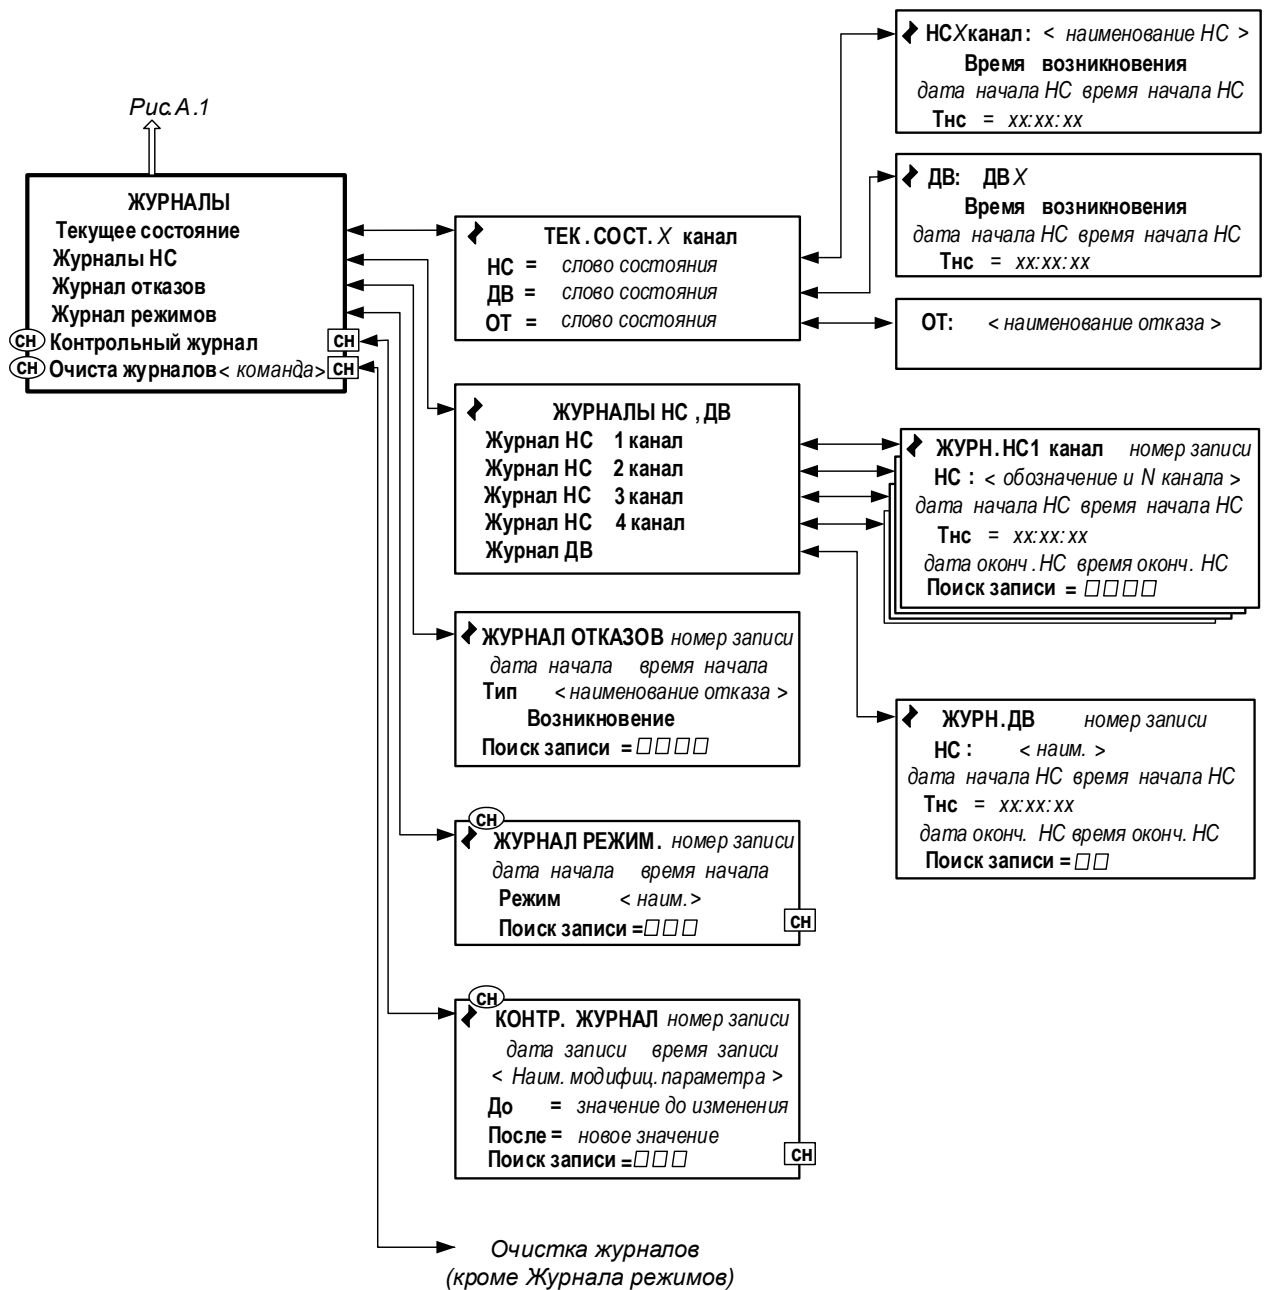 Рис.А.1
ЖУРНАЛЫ
Текущее состояние
Журналы НС
Журнал отказов
Журнал режимов
СН Контрольный журнал СН
СН Очиста журналов < команда> СН
ТЕК. СОСТ. X канал
НС = слово состояния
ДВ = слово состояния
ОТ = слово состояния
НСXканал: < наименование НС >
Время возникновения
дата начала НС время начала НС
Тнс = xx:xx:xx
ДВ: ДВX
Время возникновения
дата начала НС время начала НС
Тнс = xx:xx:xx
ОТ: < наименование отказа >
ЖУРНАЛЫ НС , ДВ
Журнал НС 1 канал
Журнал НС 2 канал
Журнал НС 3 канал
Журнал НС 4 канал
Журнал ДВ
ЖУРН. НС1 канал номер записи
НС : < обозначение и N канала >
дата начала НС время начала НС
Тнс = xx:xx:xx
дата оконч . НС время оконч. НС
Поиск записи = □□□□
ЖУРНАЛ ОТКАЗОВ номер записи
дата начала время начала
Тип < наименование отказа >
Возникновение
Поиск записи = □□□□
ЖУРН. ДВ номер записи
НС : < наим. >
дата начала НС время начала НС
Тнс = xx:xx:xx
дата оконч. НС время оконч. НС
Поиск записи = □□
СН
ЖУРНАЛ РЕЖИМ. номер записи
дата начала время начала
Режим < наим. >
Поиск записи = □□□
СН
СН
КОНТР. ЖУРНАЛ номер записи
дата записи время записи
< Наим. модифиц. параметра >
До = значение до изменения
После = новое значение
Поиск записи = □□□
СН
Очистка журналов
(кроме Журнала режимов)